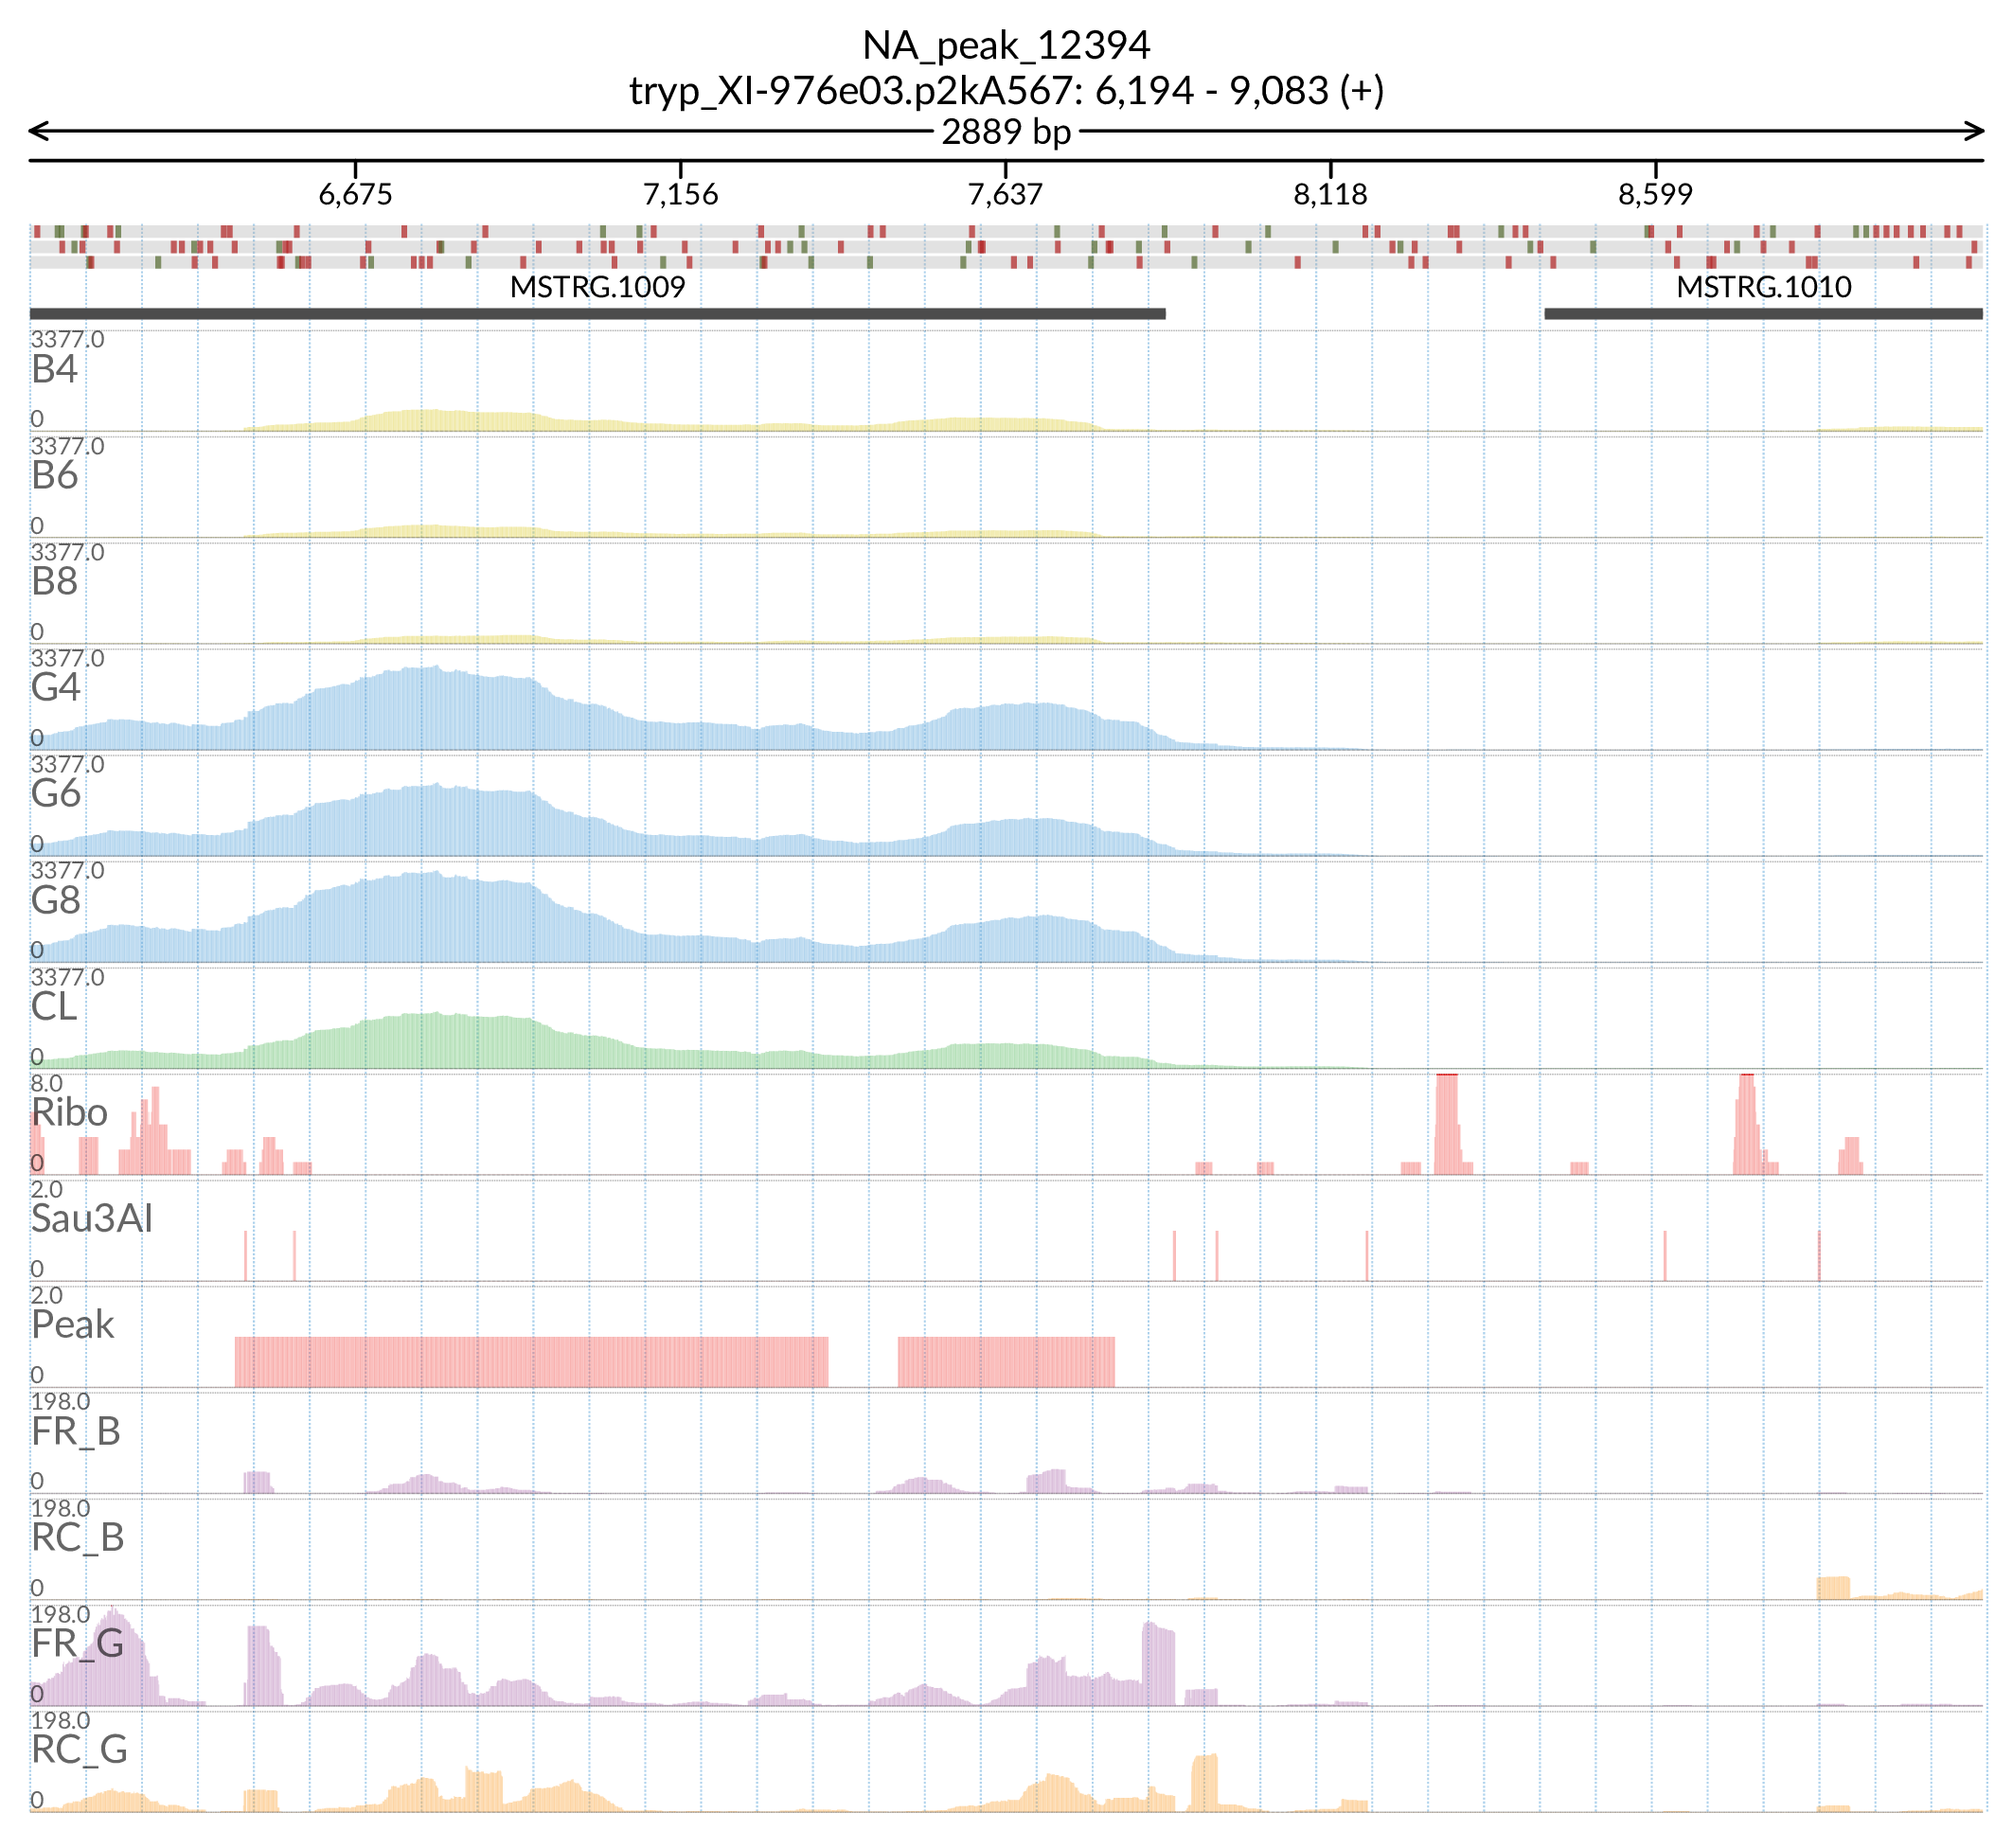 NA_peak_12394
tryp_XI-976e03.p2kA567: 6,194 - 9,083 (+)
2889 bp
6,675 7,156 7,637 8,118 8,599
MSTRG.1009 MSTRG.1010
3377.0
B4
0
3377.0
B6
0
3377.0
B8
0
3377.0
G4
0
3377.0
G6
0
3377.0
G8
0
3377.0
CL
0
8.0
Ribo
0
2.0
Sau3AI
0
2.0
Peak
0
198.0
FR_B
0
198.0
RC_B
0
198.0
FR_G
0
198.0
RC_G
0